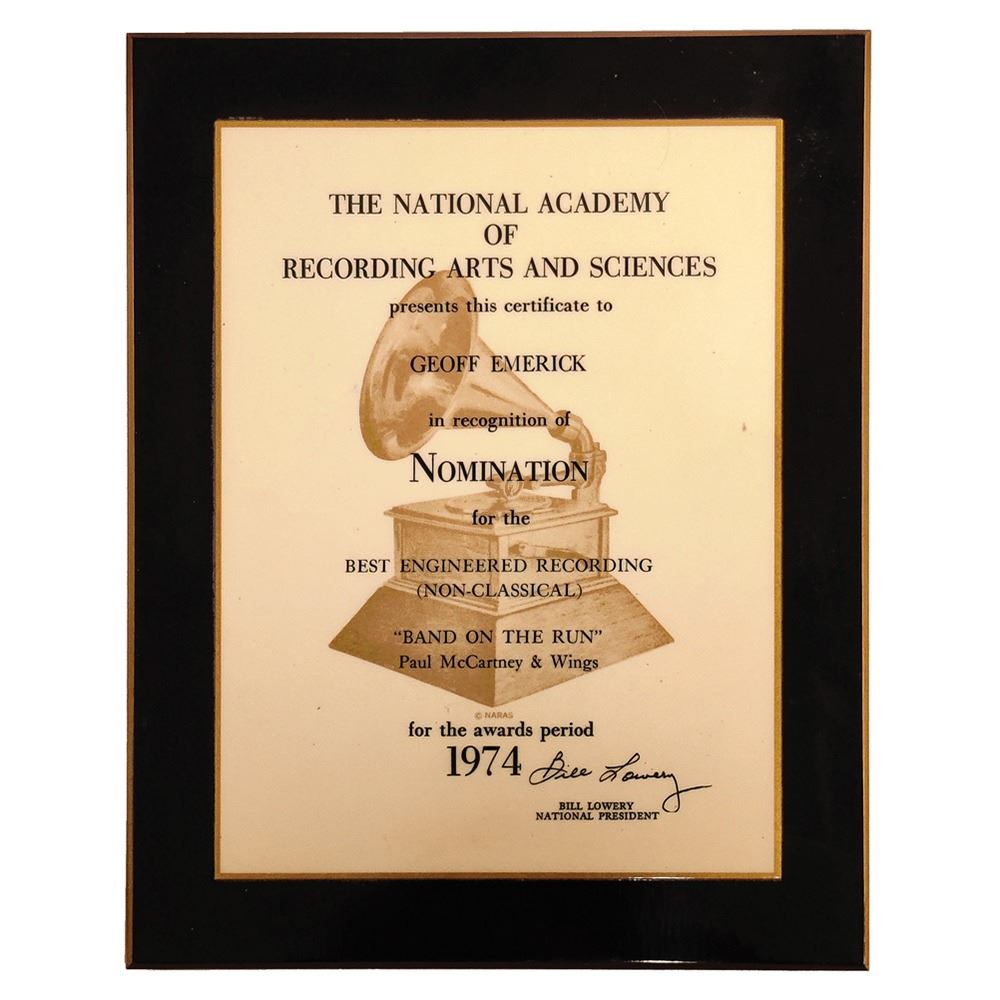 THE NATIONAL ACADEMY
OF
RECORDING ARTS AND SCIENCES
presents this certificate to
GEOFF EMERICK
in recognition of
NOMINATION
for the
BEST ENGINEERED RECORDING
(NON-CLASSICAL)
"BAND ON THE RUN"
Paul McCartney & Wings
© NARAS
for the awards period
1974 Bill Lowery
BILL LOWERY
NATIONAL PRESIDENT